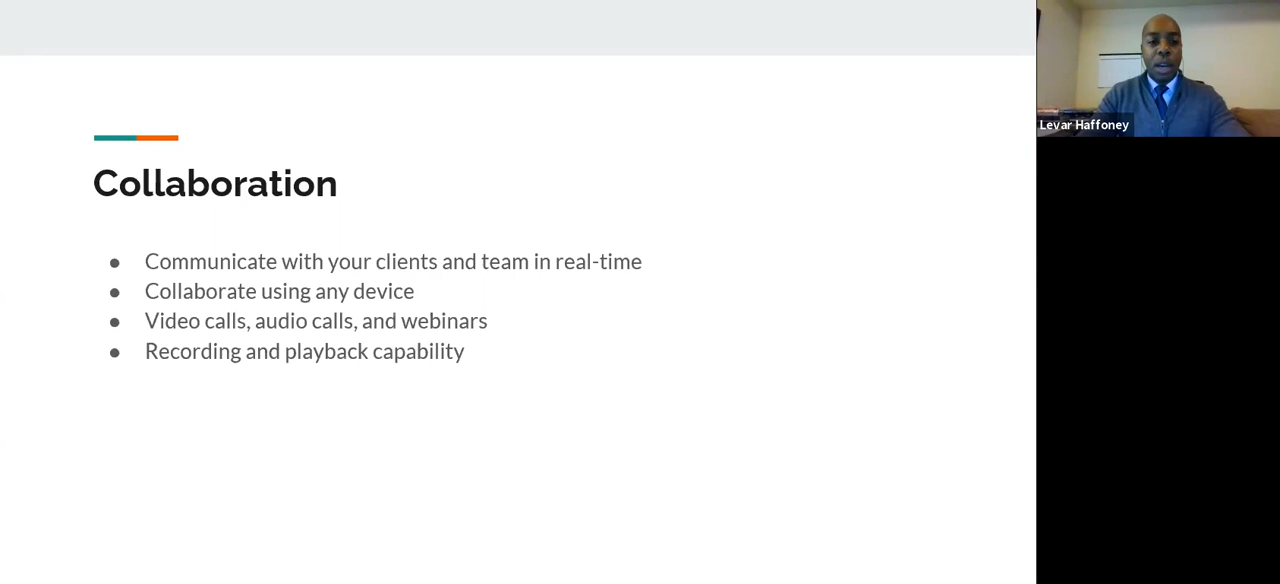 Collaboration
● Communicate with your clients and team in real-time
● Collaborate using any device
● Video calls, audio calls, and webinars
● Recording and playback capability
Levar Haffoney